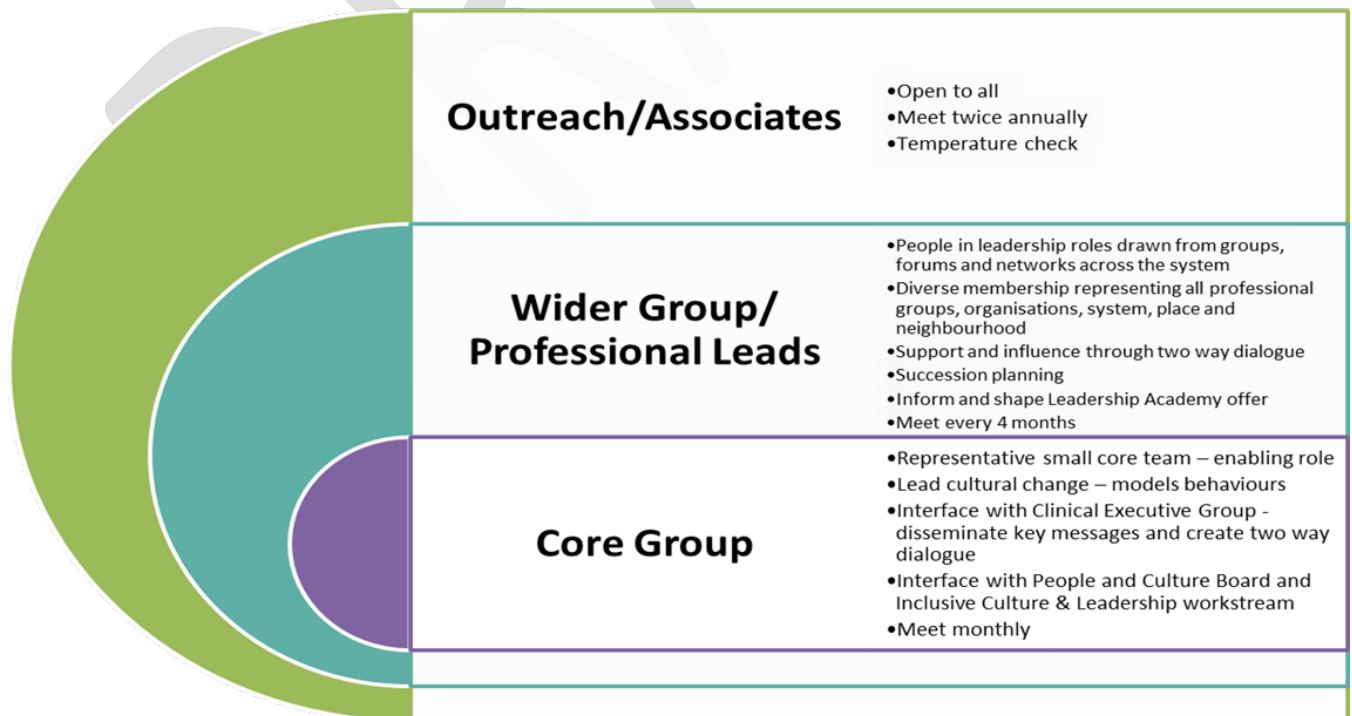 Outreach/Associates
•Open to all
•Meet twice annually
•Temperature check
Wider Group/
Professional Leads
•People in leadership roles drawn from groups,
forums and networks across the system
•Diverse membership representing all professional
groups, organisations, system, place and
neighbourhood
•Support and influence through two way dialogue
•Succession planning
•Inform and shape Leadership Academy offer
•Meet every 4 months
Core Group
•Representative small core team – enabling role
•Lead cultural change – models behaviours
•Interface with Clinical Executive Group -
disseminate key messages and create two way
dialogue
•Interface with People and Culture Board and
Inclusive Culture & Leadership workstream
•Meet monthly